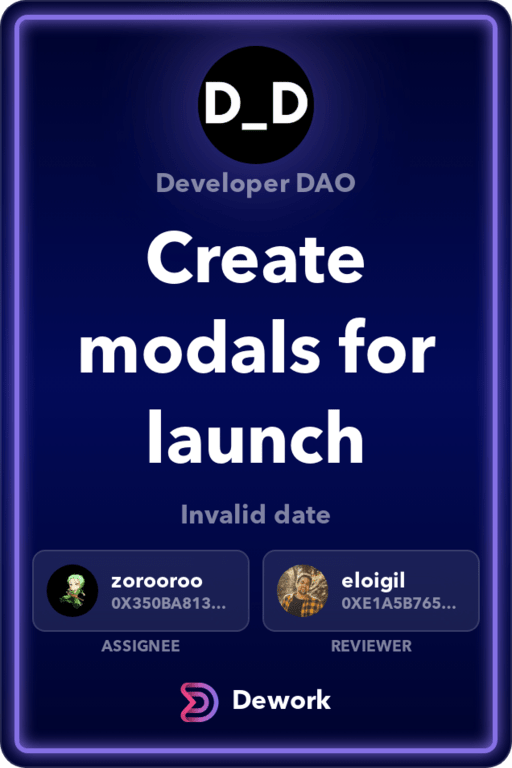 D_D
Developer DAO
Create
modals for
launch
Invalid date
zorooroo
0X350BA813...
ASSIGNEE
eloigil
0XE1A5B765...
REVIEWER
Dework